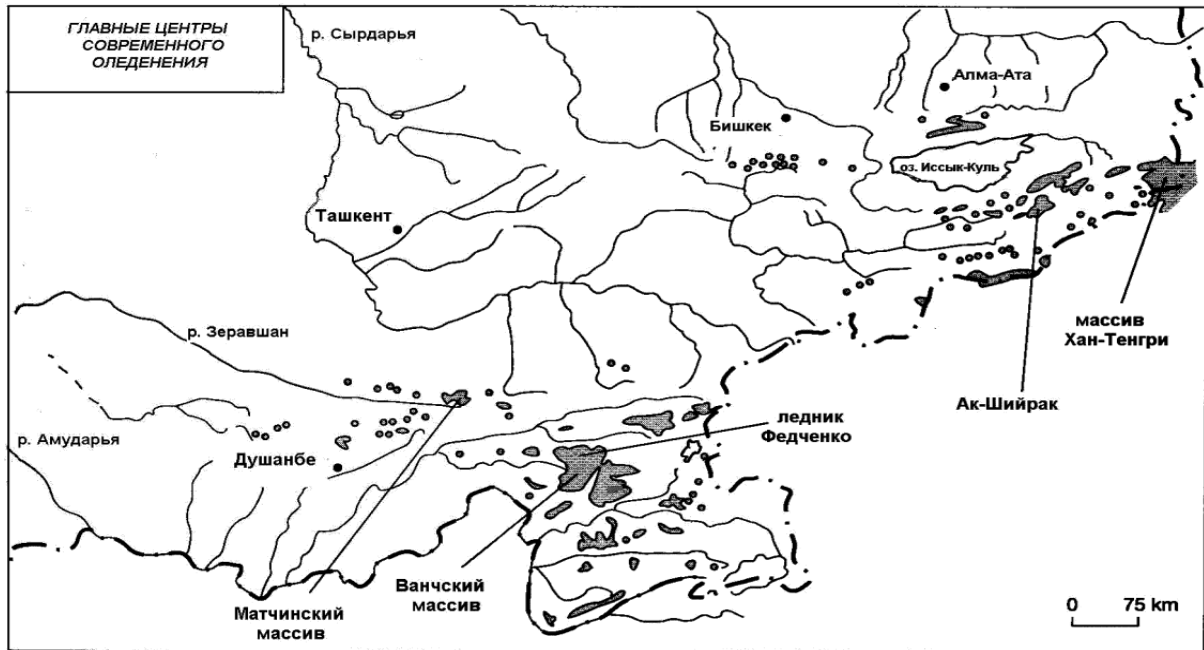 ГЛАВНЫЕ ЦЕНТРЫ
СОВРЕМЕННОГО
ОЛЕДЕНЕНИЯ
р. Сырдарья
Алма-Ата
Бишкек
оз. Иссык-Куль
Ташкент
р. Зеравшан
массив
Хан-Тенгри
Ак-Шийрак
ледник
Федченко
р. Амударья
Душанбе
Ванчский
массив
Матчинский
массив
0 75 km